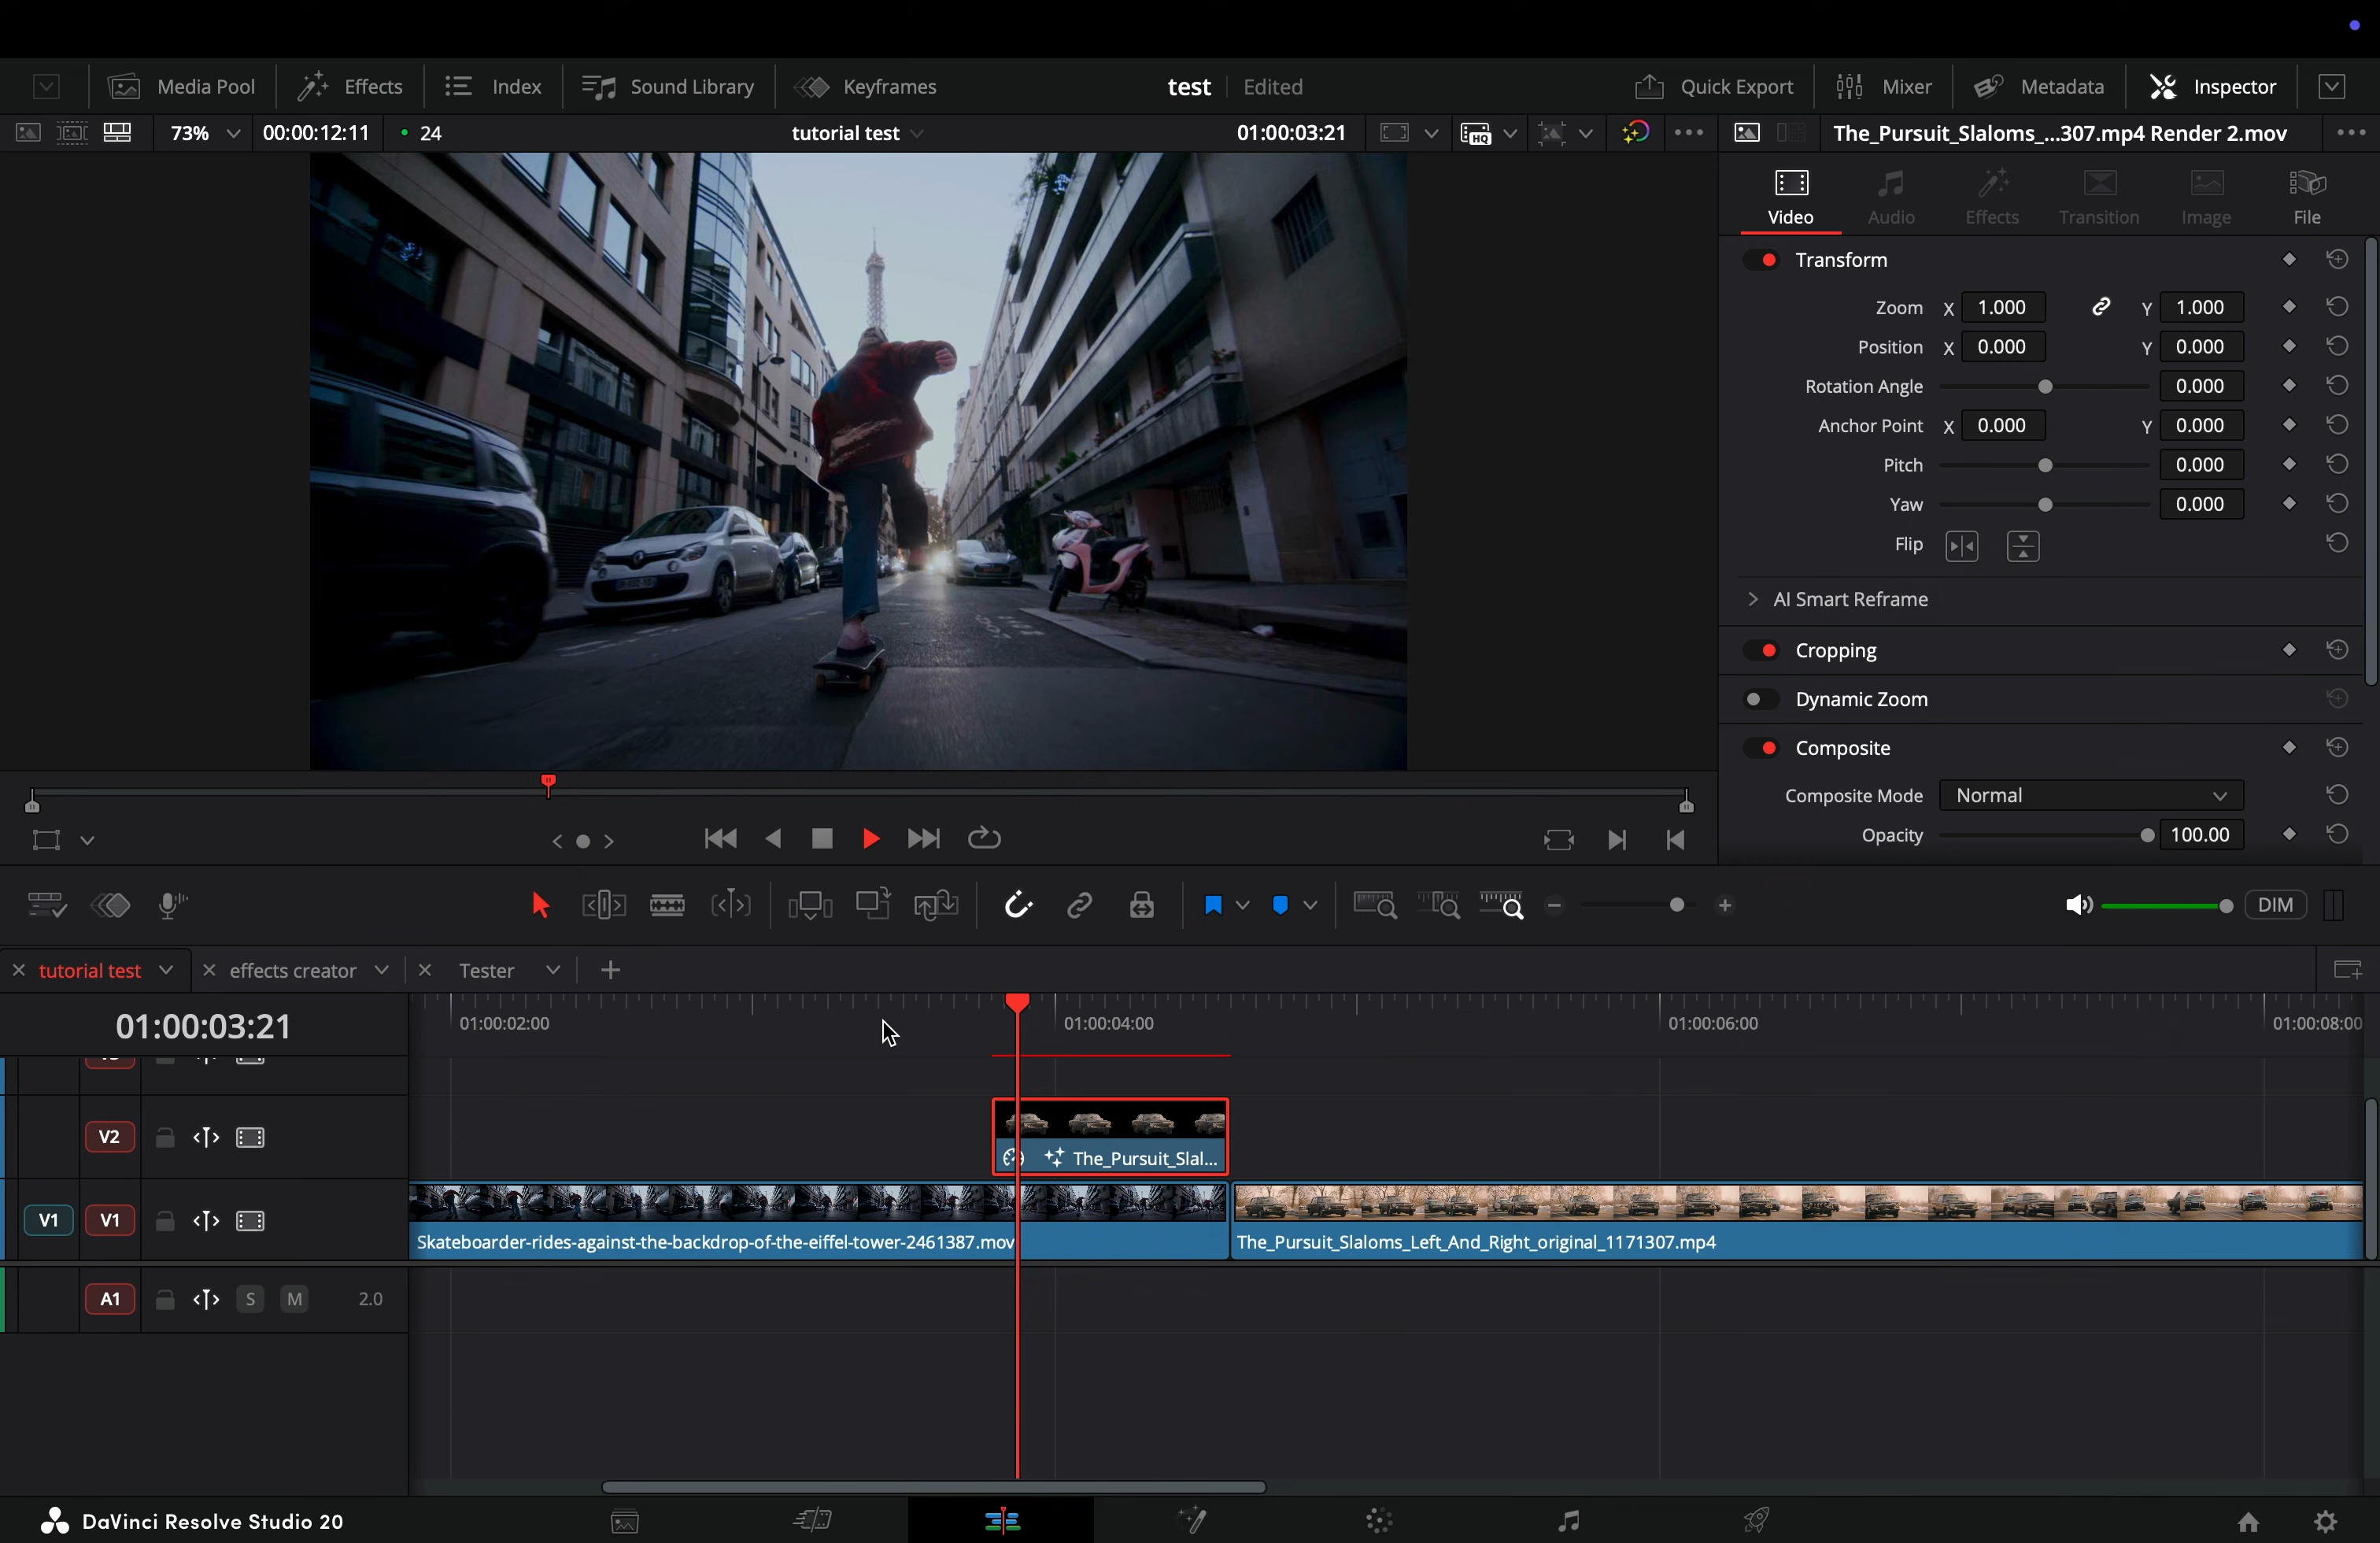 Media Pool Effects Index Sound Library Keyframes test Edited Quick Export Mixer Metadata Inspector
73% 00:00:12:11 24 tutorial test 01:00:03:21 HQ The_Pursuit_Slaloms_...307.mp4 Render 2.mov
Video Audio Effects Transition Image File
Transform
Zoom X 1.000 Y 1.000
Position X 0.000 Y 0.000
Rotation Angle 0.000
Anchor Point X 0.000 Y 0.000
Pitch 0.000
Yaw 0.000
Flip
AI Smart Reframe
Cropping
Dynamic Zoom
Composite
Composite Mode Normal
Opacity 100.00
DIM
tutorial test effects creator Tester
01:00:03:21 01:00:02:00 01:00:04:00 01:00:06:00 01:00:08:00
V2 The_Pursuit_Slal...
V1 V1
Skateboarder-rides-against-the-backdrop-of-the-eiffel-tower-2461387.mov The_Pursuit_Slaloms_Left_And_Right_original_1171307.mp4
A1 S M 2.0
DaVinci Resolve Studio 20